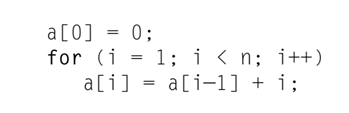 a[0] = 0;
for (i = 1; i < n; i++)
a[i] = a[i–1] + i;